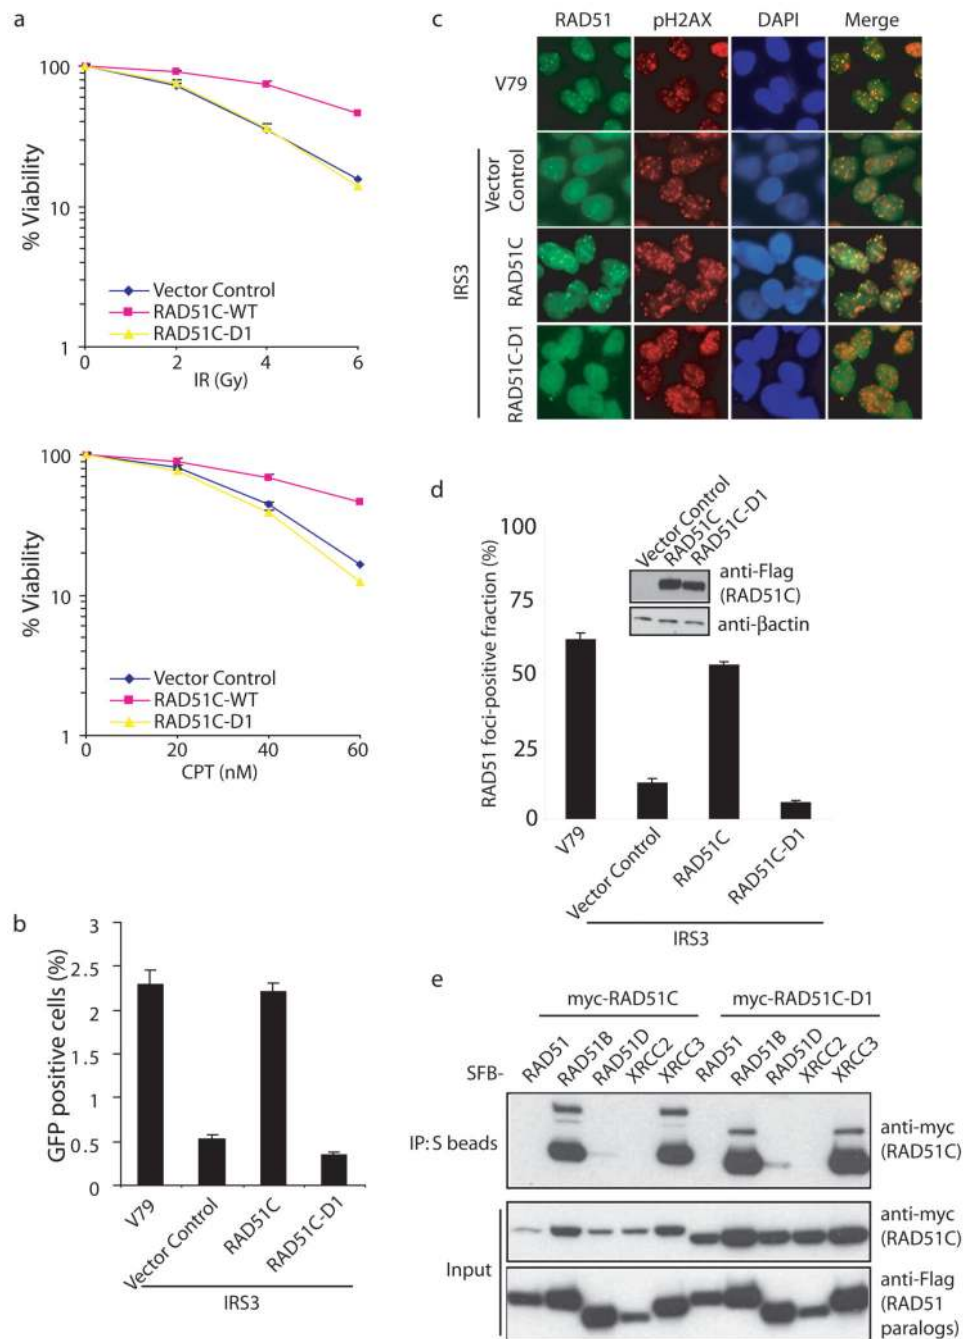 a
100
10
1
% Viability
Vector Control
RAD51C-WT
RAD51C-D1
0 2 4 6
IR (Gy)
100
10
1
% Viability
Vector Control
RAD51C-WT
RAD51C-D1
0 20 40 60
CPT (nM)
b
3
2.5
2
1.5
1
0.5
0
GFP positive cells (%)
V79
Vector Control
RAD51C
RAD51C-D1
IRS3
c
RAD51 pH2AX DAPI Merge
V79
Vector
Control
RAD51C
RAD51C-D1
IRS3
d
100
75
50
25
0
RAD51 foci-positive fraction (%)
Vector Control
RAD51C
RAD51C-D1
anti-Flag
(RAD51C)
anti-βactin
V79
Vector Control
RAD51C
RAD51C-D1
IRS3
e
myc-RAD51C myc-RAD51C-D1
SFB- RAD51 RAD51B RAD51D XRCC2 XRCC3 RAD51 RAD51B RAD51D XRCC2 XRCC3
IP: S beads
anti-myc
(RAD51C)
Input
anti-myc
(RAD51C)
anti-Flag
(RAD51
paralogs)